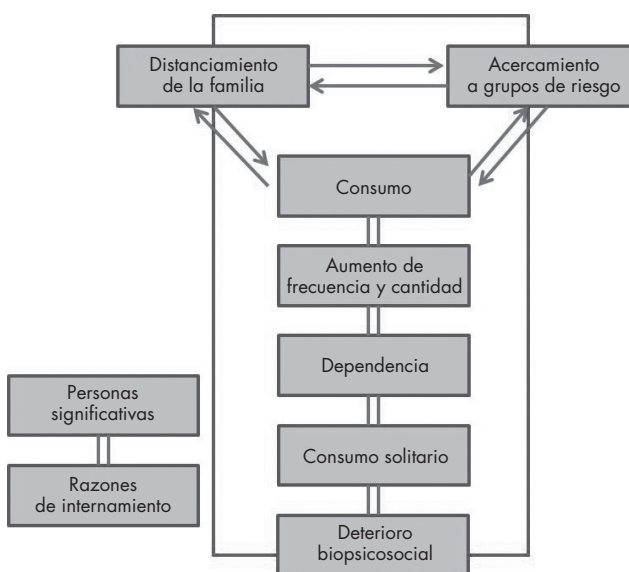 Distanciamiento
de la familia
Acercamiento
a grupos de riesgo
Consumo
Aumento de
frecuencia y cantidad
Dependencia
Personas
significativas
Consumo solitario
Razones
de internamiento
Deterioro
biopsicosocial